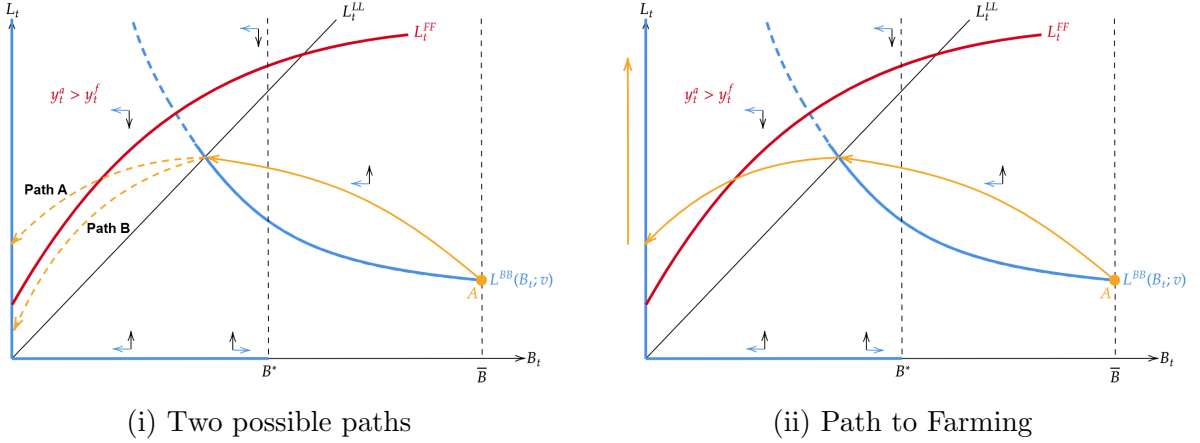 L_t
L_t^{LL}
L_t^{FF}
y_t^a > y_t^f
Path A
Path B
L^{BB}(B_t; v)
A
B_t
B*
B̅
(i) Two possible paths
L_t
L_t^{LL}
L_t^{FF}
y_t^a > y_t^f
L^{BB}(B_t; v)
A
B_t
B*
B̅
(ii) Path to Farming